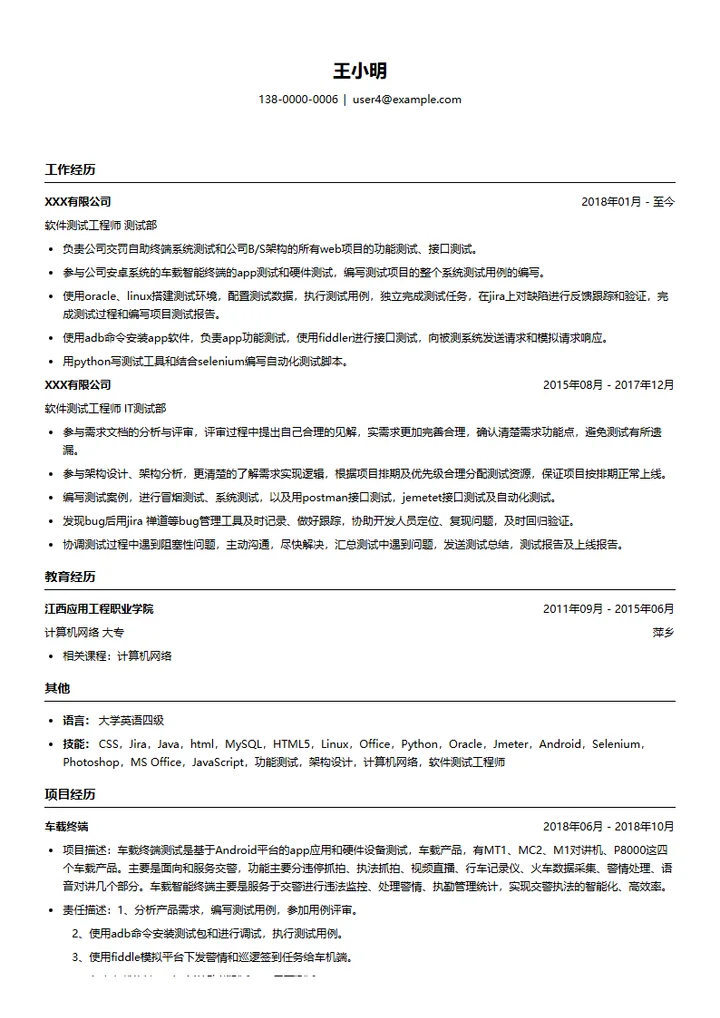 王小明
138-0000-0006 | user4@example.com
工作经历
XXX有限公司 2018年01月 - 至今
软件测试工程师 测试部
• 负责公司交罚自助终端系统测试和公司B/S架构的所有web项目的功能测试、接口测试。
• 参与公司安卓系统的车载智能终端的app测试和硬件测试，编写测试项目的整个系统测试用例的编写。
• 使用oracle、linux搭建测试环境，配置测试数据，执行测试用例，独立完成测试任务，在jira上对缺陷进行反馈跟踪和验证，完
成测试过程和编写项目测试报告。
• 使用adb命令安装app软件，负责app功能测试，使用fiddler进行接口测试，向被测系统发送请求和模拟请求响应。
• 用python写测试工具和结合selenium编写自动化测试脚本。
XXX有限公司 2015年08月 - 2017年12月
软件测试工程师 IT测试部
• 参与需求文档的分析与评审，评审过程中提出自己合理的见解，实需求更加完善合理，确认清楚需求功能点，避免测试有所遗
漏。
• 参与架构设计、架构分析，更清楚的了解需求实现逻辑，根据项目排期及优先级合理分配测试资源，保证项目按排期正常上线。
• 编写测试案例，进行冒烟测试、系统测试，以及用postman接口测试，jemetet接口测试及自动化测试。
• 发现bug后用jira 禅道等bug管理工具及时记录、做好跟踪，协助开发人员定位、复现问题，及时回归验证。
• 协调测试过程中遇到阻塞性问题，主动沟通，尽快解决，汇总测试中遇到问题，发送测试总结，测试报告及上线报告。
教育经历
江西应用工程职业学院 2011年09月 - 2015年06月
计算机网络 大专 萍乡
• 相关课程：计算机网络
其他
• 语言： 大学英语四级
• 技能： CSS，Jira，Java，html，MySQL，HTML5，Linux，Office，Python，Oracle，Jmeter，Android，Selenium，
Photoshop，MS Office，JavaScript，功能测试，架构设计，计算机网络，软件测试工程师
项目经历
车载终端 2018年06月 - 2018年10月
• 项目描述：车载终端测试是基于Android平台的app应用和硬件设备测试，车载产品，有MT1、MC2、M1对讲机、P8000这四
个车载产品。主要是面向和服务交警，功能主要分违停抓拍、执法抓拍、视频直播、行车记录仪、火车数据采集、警情处理、语
音对讲几个部分。车载智能终端主要是服务于交警进行违法监控、处理警情、执勤管理统计，实现交警执法的智能化、高效率。
• 责任描述：1、分析产品需求，编写测试用例，参加用例评审。
2、使用adb命令安装测试包和进行调试，执行测试用例。
3、使用fiddle模拟平台下发警情和巡逻签到任务给车机端。